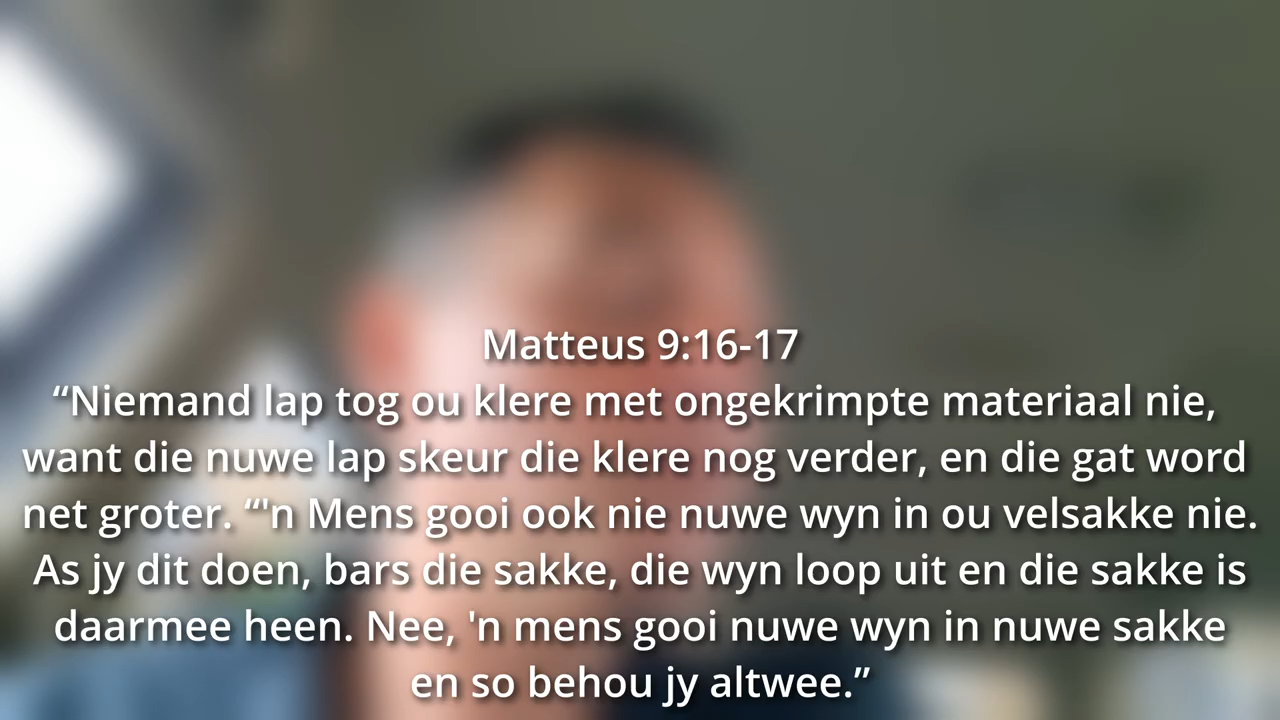 Matteus 9:16-17
“Niemand lap tog ou klere met ongekrimpte materiaal nie,
want die nuwe lap skeur die klere nog verder, en die gat word
net groter. “'n Mens gooi ook nie nuwe wyn in ou velsakke nie.
As jy dit doen, bars die sakke, die wyn loop uit en die sakke is
daarmee heen. Nee, 'n mens gooi nuwe wyn in nuwe sakke
en so behou jy altwee.”